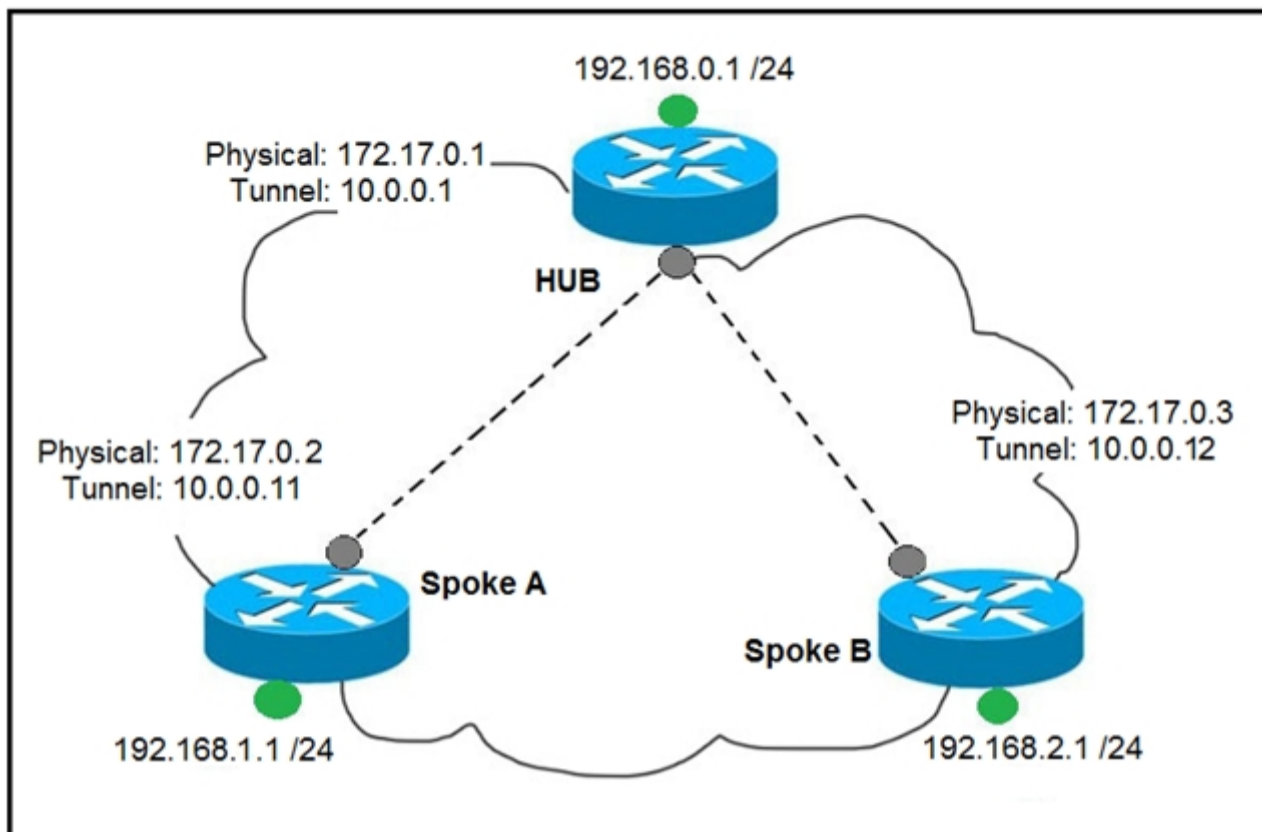 192.168.0.1 /24
Physical: 172.17.0.1
Tunnel: 10.0.0.1
HUB
Physical: 172.17.0.3
Tunnel: 10.0.0.12
Physical: 172.17.0.2
Tunnel: 10.0.0.11
Spoke A
Spoke B
192.168.1.1 /24
192.168.2.1 /24